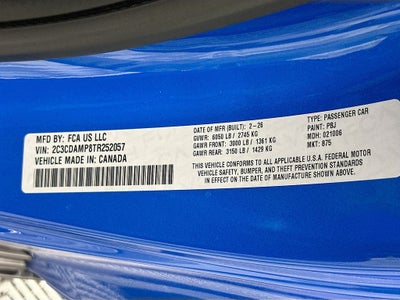 MFD BY: FCA US LLC
VIN: 2C3CDAMP8TR252057
VEHICLE MADE IN: CANADA
DATE OF MFR (BUILT): 2-26
GVWR: 6050 LB / 2745 KG
GAWR FRONT: 3000 LB / 1361 KG
GAWR REAR: 3150 LB / 1429 KG
TYPE: PASSENGER CAR
PAINT: PBJ
MDH: 021006
MKT: 875
THIS VEHICLE CONFORMS TO ALL APPLICABLE U.S.A. FEDERAL MOTOR
VEHICLE SAFETY, BUMPER, AND THEFT PREVENTION STANDARDS
IN EFFECT ON THE DATE OF MANUFACTURE SHOWN ABOVE.